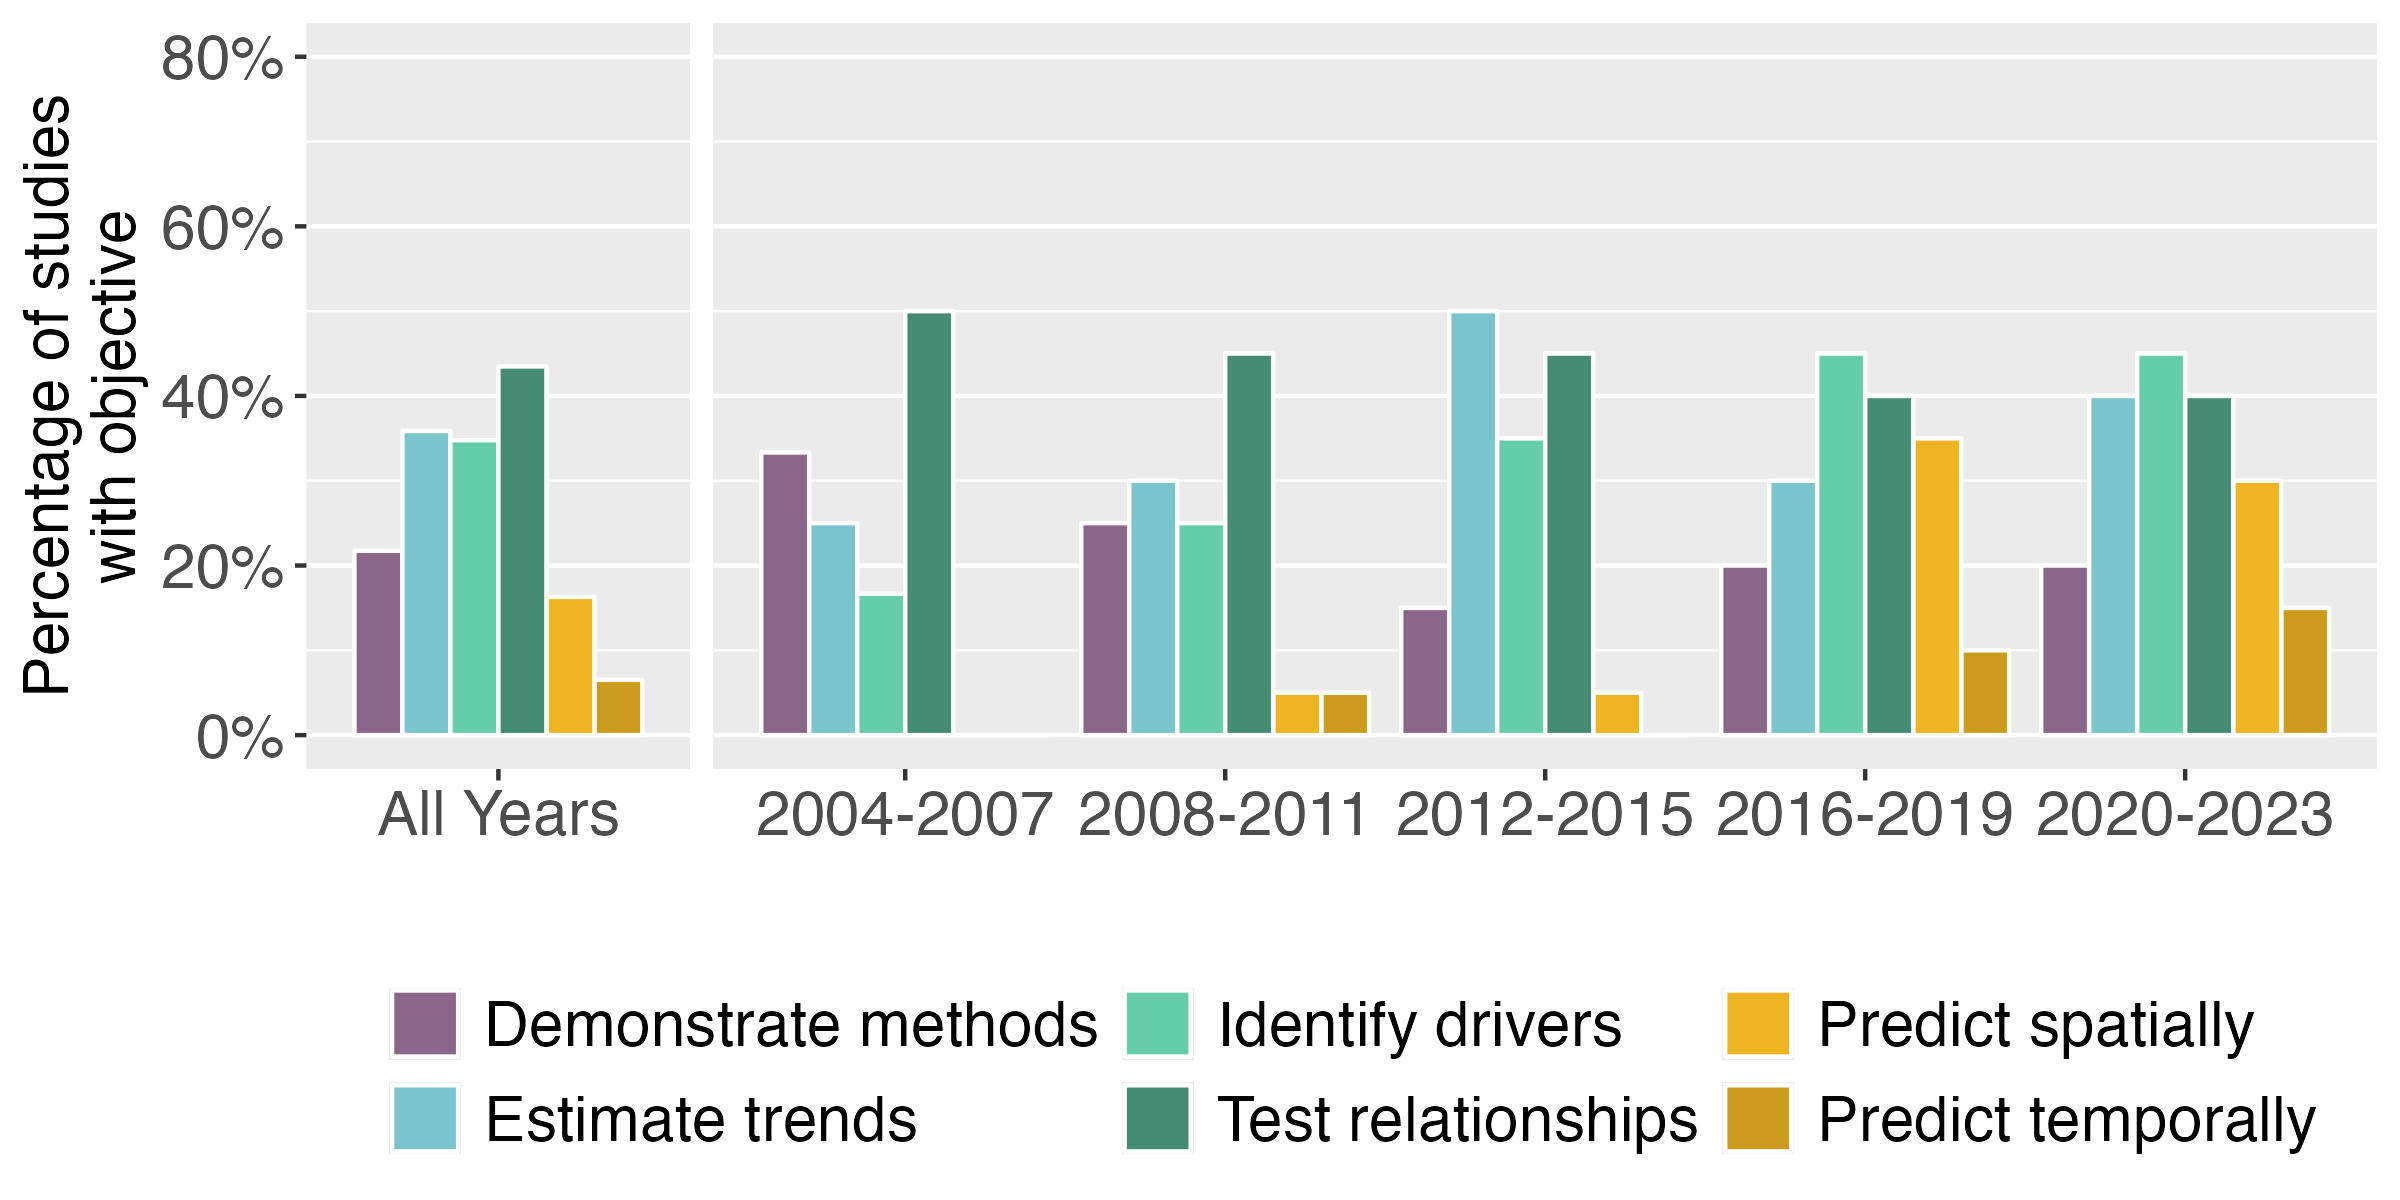 Percentage of studies
with objective
80%
60%
40%
20%
0%
All Years
2004-2007
2008-2011
2012-2015
2016-2019
2020-2023
Demonstrate methods
Identify drivers
Predict spatially
Estimate trends
Test relationships
Predict temporally